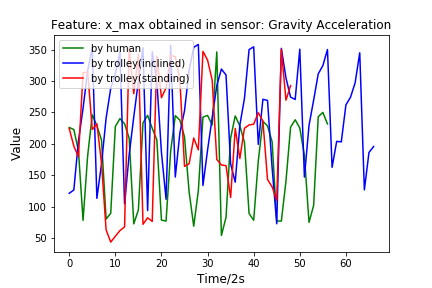 Feature: x_max obtained in sensor: Gravity Acceleration
by human
by trolley(inclined)
by trolley(standing)
Value
350
300
250
200
150
100
50
0
10
20
30
40
50
60
Time/2s